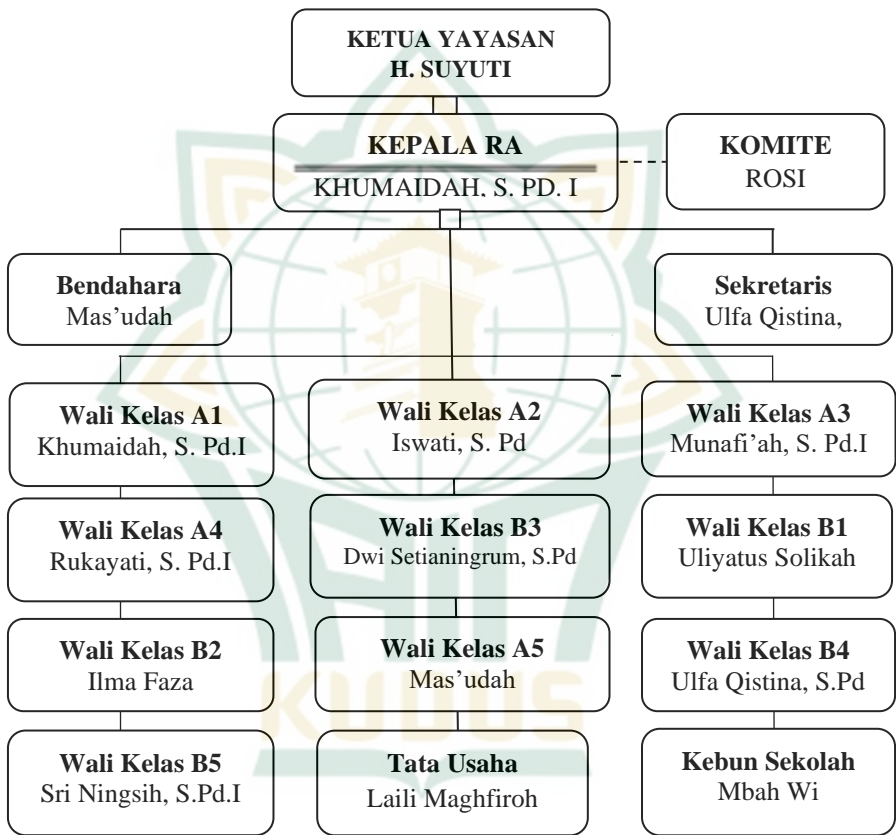 KETUA YAYASAN
H. SUYUTI
KEPALA RA
KHUMAIDAH, S. PD. I
KOMITE
ROSI
Bendahara
Mas’udah
Sekretaris
Ulfa Qistina,
Wali Kelas A1
Khumaidah, S. Pd.I
Wali Kelas A2
Iswati, S. Pd
Wali Kelas A3
Munafi’ah, S. Pd.I
Wali Kelas A4
Rukayati, S. Pd.I
Wali Kelas B3
Dwi Setianingrum, S.Pd
Wali Kelas B1
Uliyatus Solikah
Wali Kelas B2
Ilma Faza
Wali Kelas A5
Mas’udah
Wali Kelas B4
Ulfa Qistina, S.Pd
Wali Kelas B5
Sri Ningsih, S.Pd.I
Tata Usaha
Laili Maghfiroh
Kebun Sekolah
Mbah Wi
KUDUS